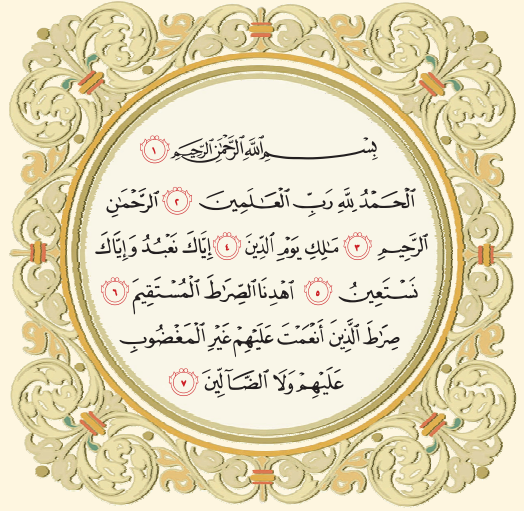 بِسْمِ ٱللَّهِ ٱلرَّحْمَٰنِ ٱلرَّحِيمِ ١
ٱلْحَمْدُ لِلَّهِ رَبِّ ٱلْعَٰلَمِينَ ٢ ٱلرَّحْمَٰنِ
ٱلرَّحِيمِ ٣ مَٰلِكِ يَوْمِ ٱلدِّينِ ٤ إِيَّاكَ نَعْبُدُ وَإِيَّاكَ
نَسْتَعِينُ ٥ ٱهْدِنَا ٱلصِّرَٰطَ ٱلْمُسْتَقِيمَ ٦
صِرَٰطَ ٱلَّذِينَ أَنْعَمْتَ عَلَيْهِمْ غَيْرِ ٱلْمَغْضُوبِ
عَلَيْهِمْ وَلَا ٱلضَّآلِّينَ ٧